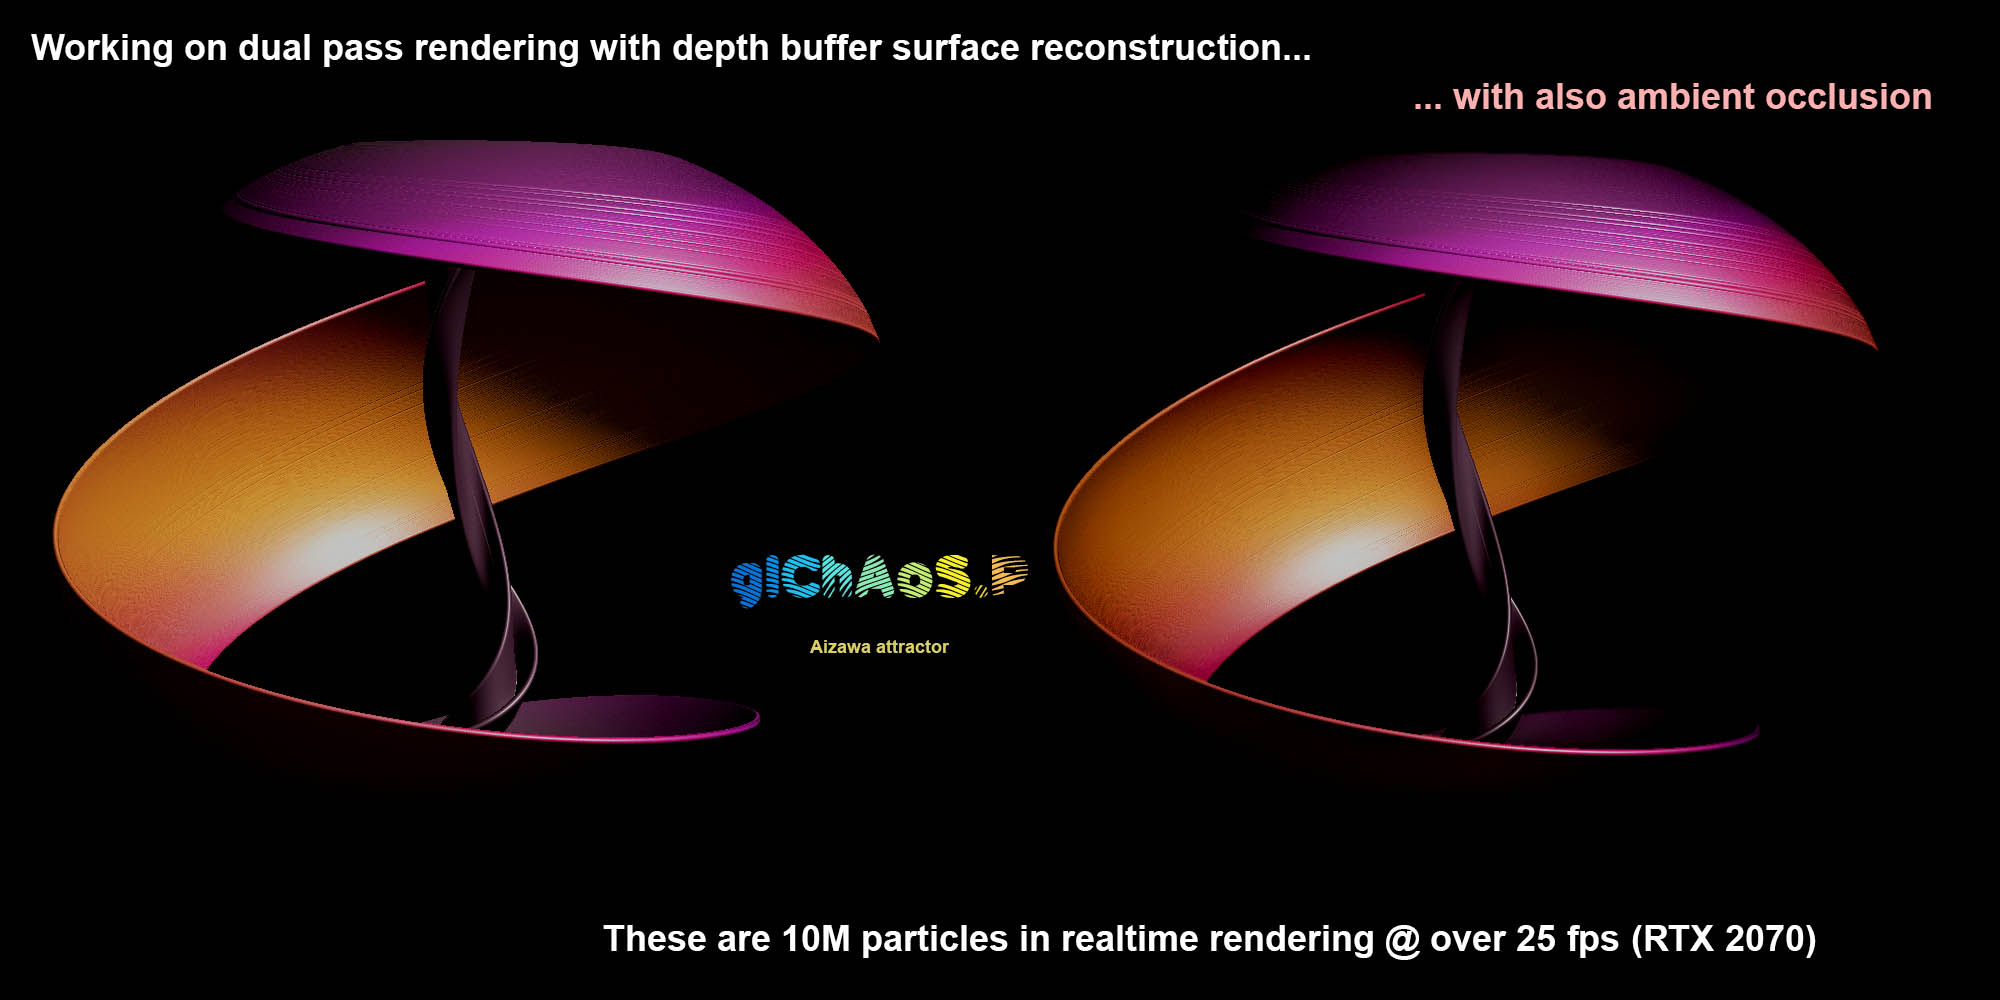 Working on dual pass rendering with depth buffer surface reconstruction...
... with also ambient occlusion
glChAoS.P
Aizawa attractor
These are 10M particles in realtime rendering @ over 25 fps (RTX 2070)